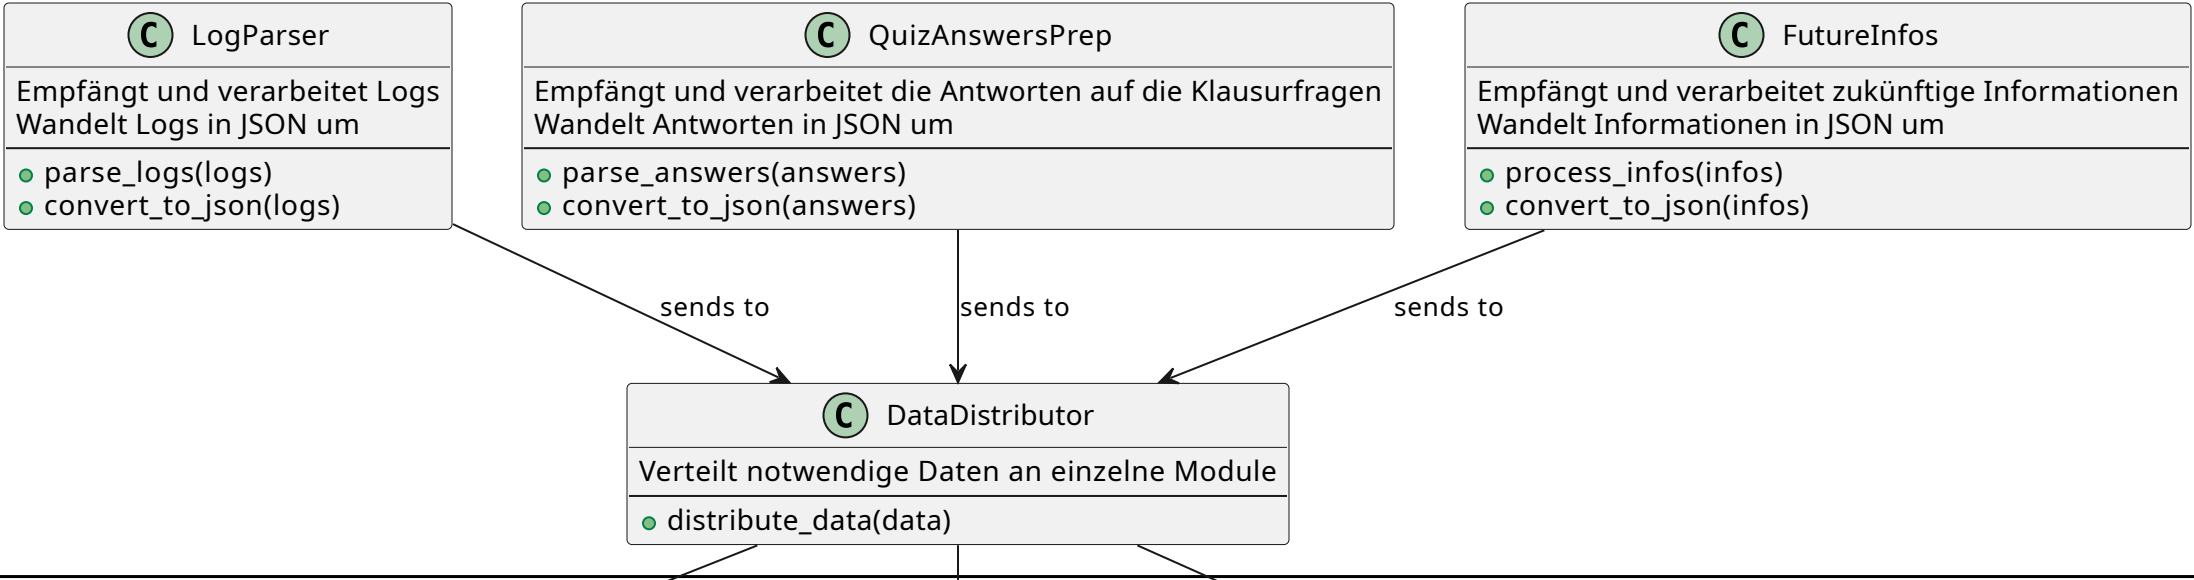 C LogParser
Empfängt und verarbeitet Logs
Wandelt Logs in JSON um
parse_logs(logs)
convert_to_json(logs)
C QuizAnswersPrep
Empfängt und verarbeitet die Antworten auf die Klausurfragen
Wandelt Antworten in JSON um
parse_answers(answers)
convert_to_json(answers)
C FutureInfos
Empfängt und verarbeitet zukünftige Informationen
Wandelt Informationen in JSON um
process_infos(infos)
convert_to_json(infos)
sends to
sends to
sends to
C DataDistributor
Verteilt notwendige Daten an einzelne Module
distribute_data(data)